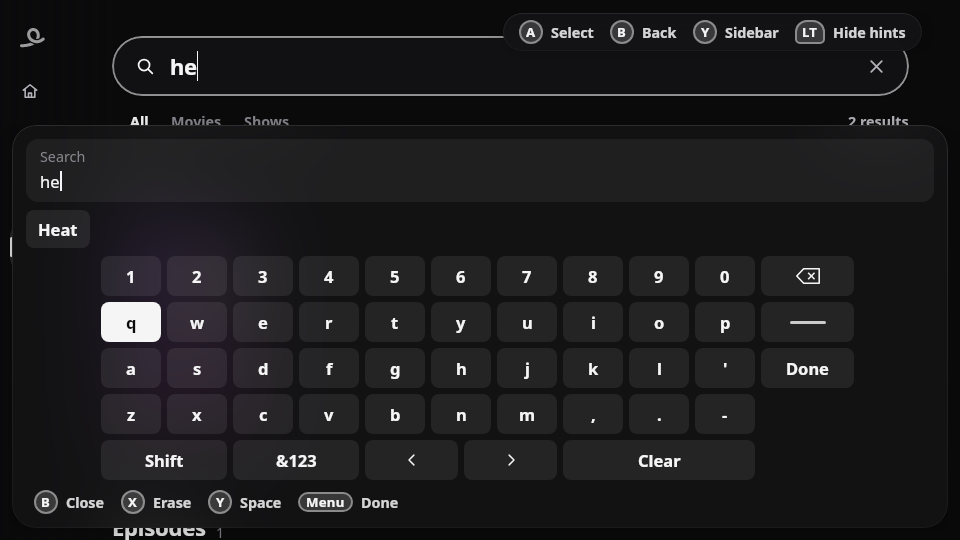 A Select B Back Y Sidebar LT Hide hints
he
All Movies Shows 2 results
Search
he
Heat
1 2 3 4 5 6 7 8 9 0
q w e r t y u i o p
a s d f g h j k l ' Done
z x c v b n m , . -
Shift &123 < > Clear
B Close X Erase Y Space Menu Done
Episodes 1